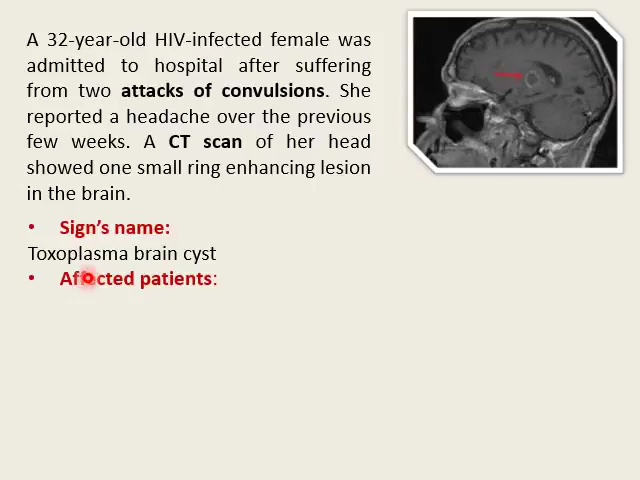 A 32-year-old HIV-infected female was
admitted to hospital after suffering
from two attacks of convulsions. She
reported a headache over the previous
few weeks. A CT scan of her head
showed one small ring enhancing lesion
in the brain.
• Sign's name:
Toxoplasma brain cyst
• Affected patients: